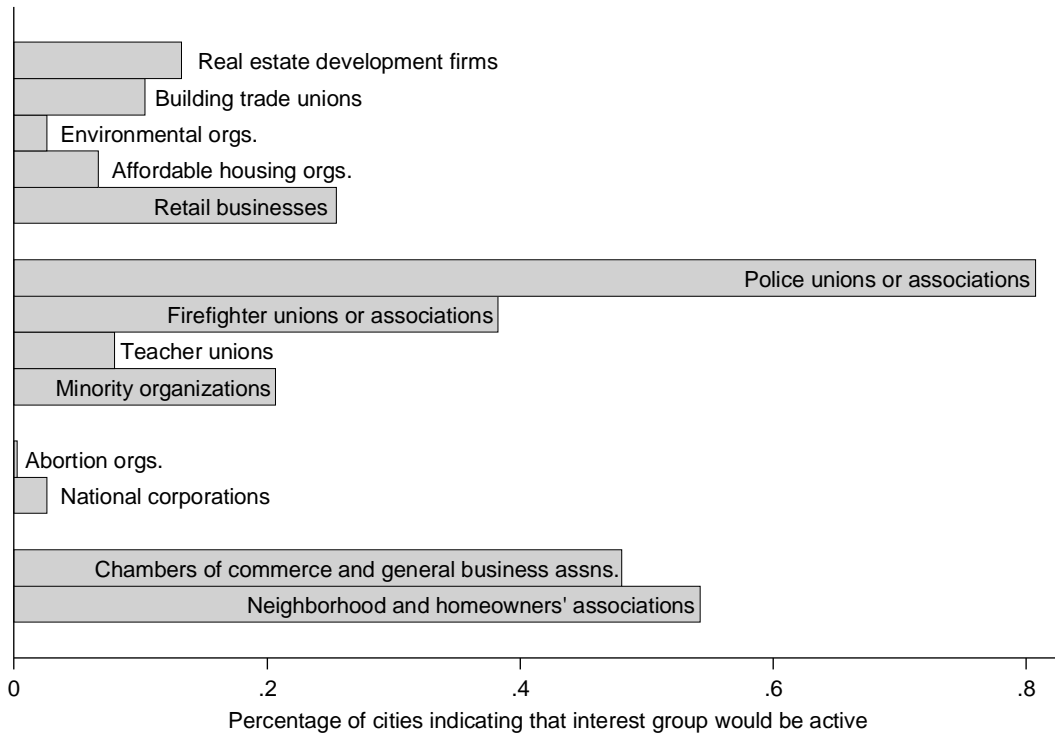 Real estate development firms
Building trade unions
Environmental orgs.
Affordable housing orgs.
Retail businesses
Police unions or associations
Firefighter unions or associations
Teacher unions
Minority organizations
Abortion orgs.
National corporations
Chambers of commerce and general business assns.
Neighborhood and homeowners' associations
0 .2 .4 .6 .8
Percentage of cities indicating that interest group would be active